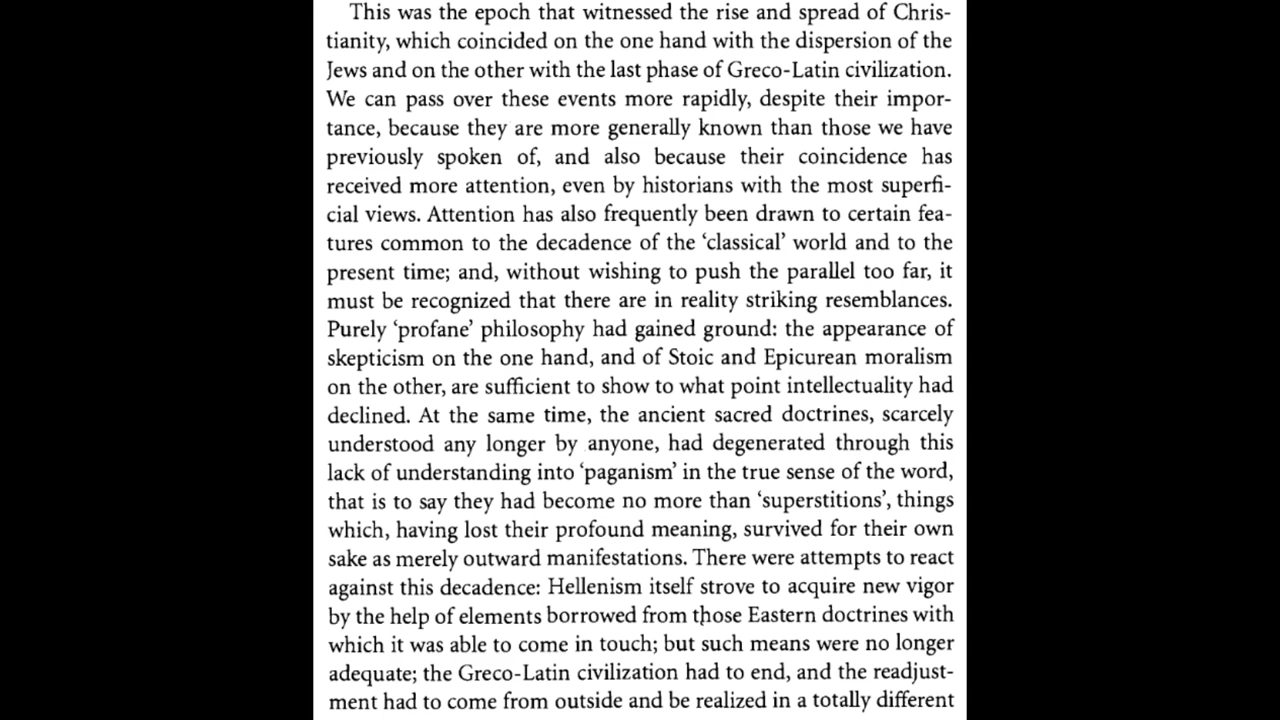 This was the epoch that witnessed the rise and spread of Chris-
tianity, which coincided on the one hand with the dispersion of the
Jews and on the other with the last phase of Greco-Latin civilization.
We can pass over these events more rapidly, despite their impor-
tance, because they are more generally known than those we have
previously spoken of, and also because their coincidence has
received more attention, even by historians with the most superfi-
cial views. Attention has also frequently been drawn to certain fea-
tures common to the decadence of the ‘classical’ world and to the
present time; and, without wishing to push the parallel too far, it
must be recognized that there are in reality striking resemblances.
Purely ‘profane’ philosophy had gained ground: the appearance of
skepticism on the one hand, and of Stoic and Epicurean moralism
on the other, are sufficient to show to what point intellectuality had
declined. At the same time, the ancient sacred doctrines, scarcely
understood any longer by anyone, had degenerated through this
lack of understanding into ‘paganism’ in the true sense of the word,
that is to say they had become no more than ‘superstitions’, things
which, having lost their profound meaning, survived for their own
sake as merely outward manifestations. There were attempts to react
against this decadence: Hellenism itself strove to acquire new vigor
by the help of elements borrowed from those Eastern doctrines with
which it was able to come in touch; but such means were no longer
adequate; the Greco-Latin civilization had to end, and the readjust-
ment had to come from outside and be realized in a totally different